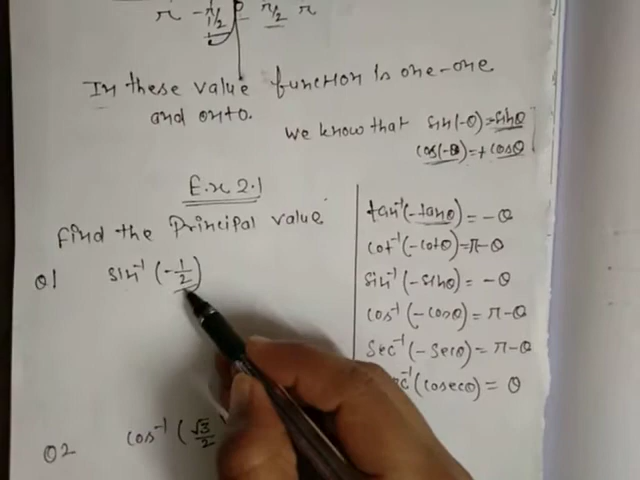 π -π/2 0 π/2 π
In these value function is one-one
and onto.
we know that sin(-θ)=-sinθ
cos(-θ)=+cosθ
Ex 2.1
Find the Principal value
Q1 sin⁻¹(-1/2)
tan⁻¹(-tanθ) = -θ
cot⁻¹(-cotθ)=π-θ
sin⁻¹(-sinθ) = -θ
cos⁻¹(-cosθ) = π-θ
sec⁻¹(-secθ) = π-θ
c⁻¹(cosecθ) = θ
Q2 cos⁻¹(√3/2